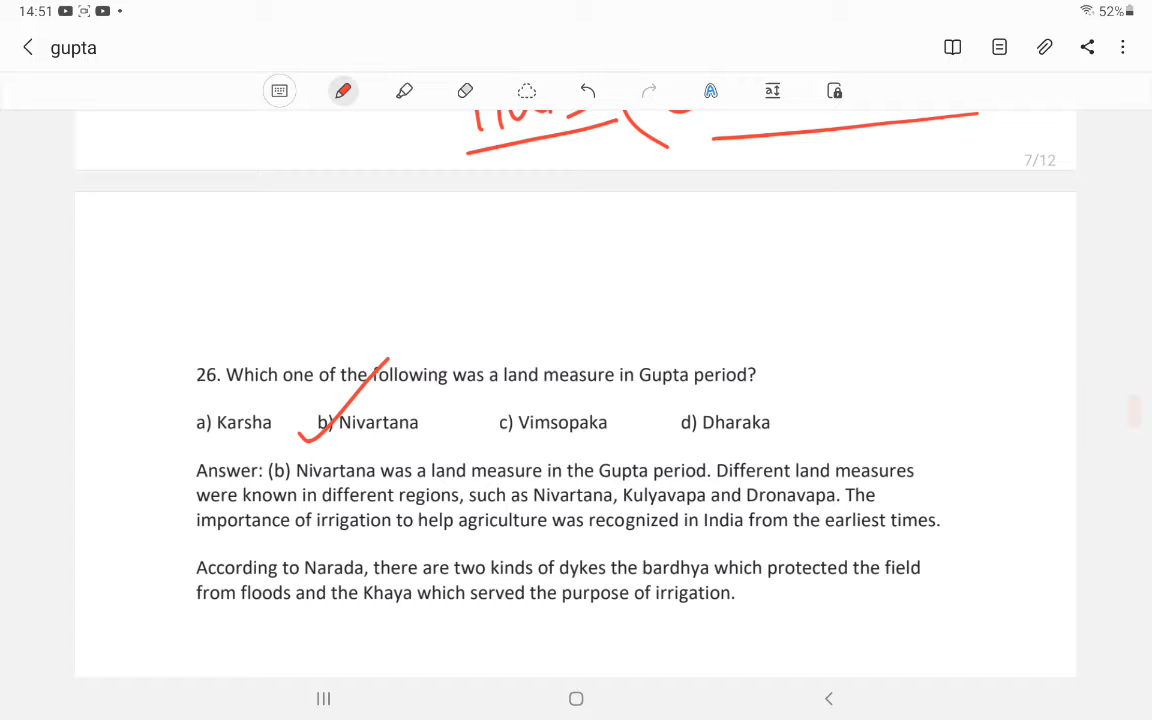 14:51 52%
gupta
7/12
26. Which one of the following was a land measure in Gupta period?
a) Karsha b) Nivartana c) Vimsopaka d) Dharaka
Answer: (b) Nivartana was a land measure in the Gupta period. Different land measures
were known in different regions, such as Nivartana, Kulyavapa and Dronavapa. The
importance of irrigation to help agriculture was recognized in India from the earliest times.
According to Narada, there are two kinds of dykes the bardhya which protected the field
from floods and the Khaya which served the purpose of irrigation.